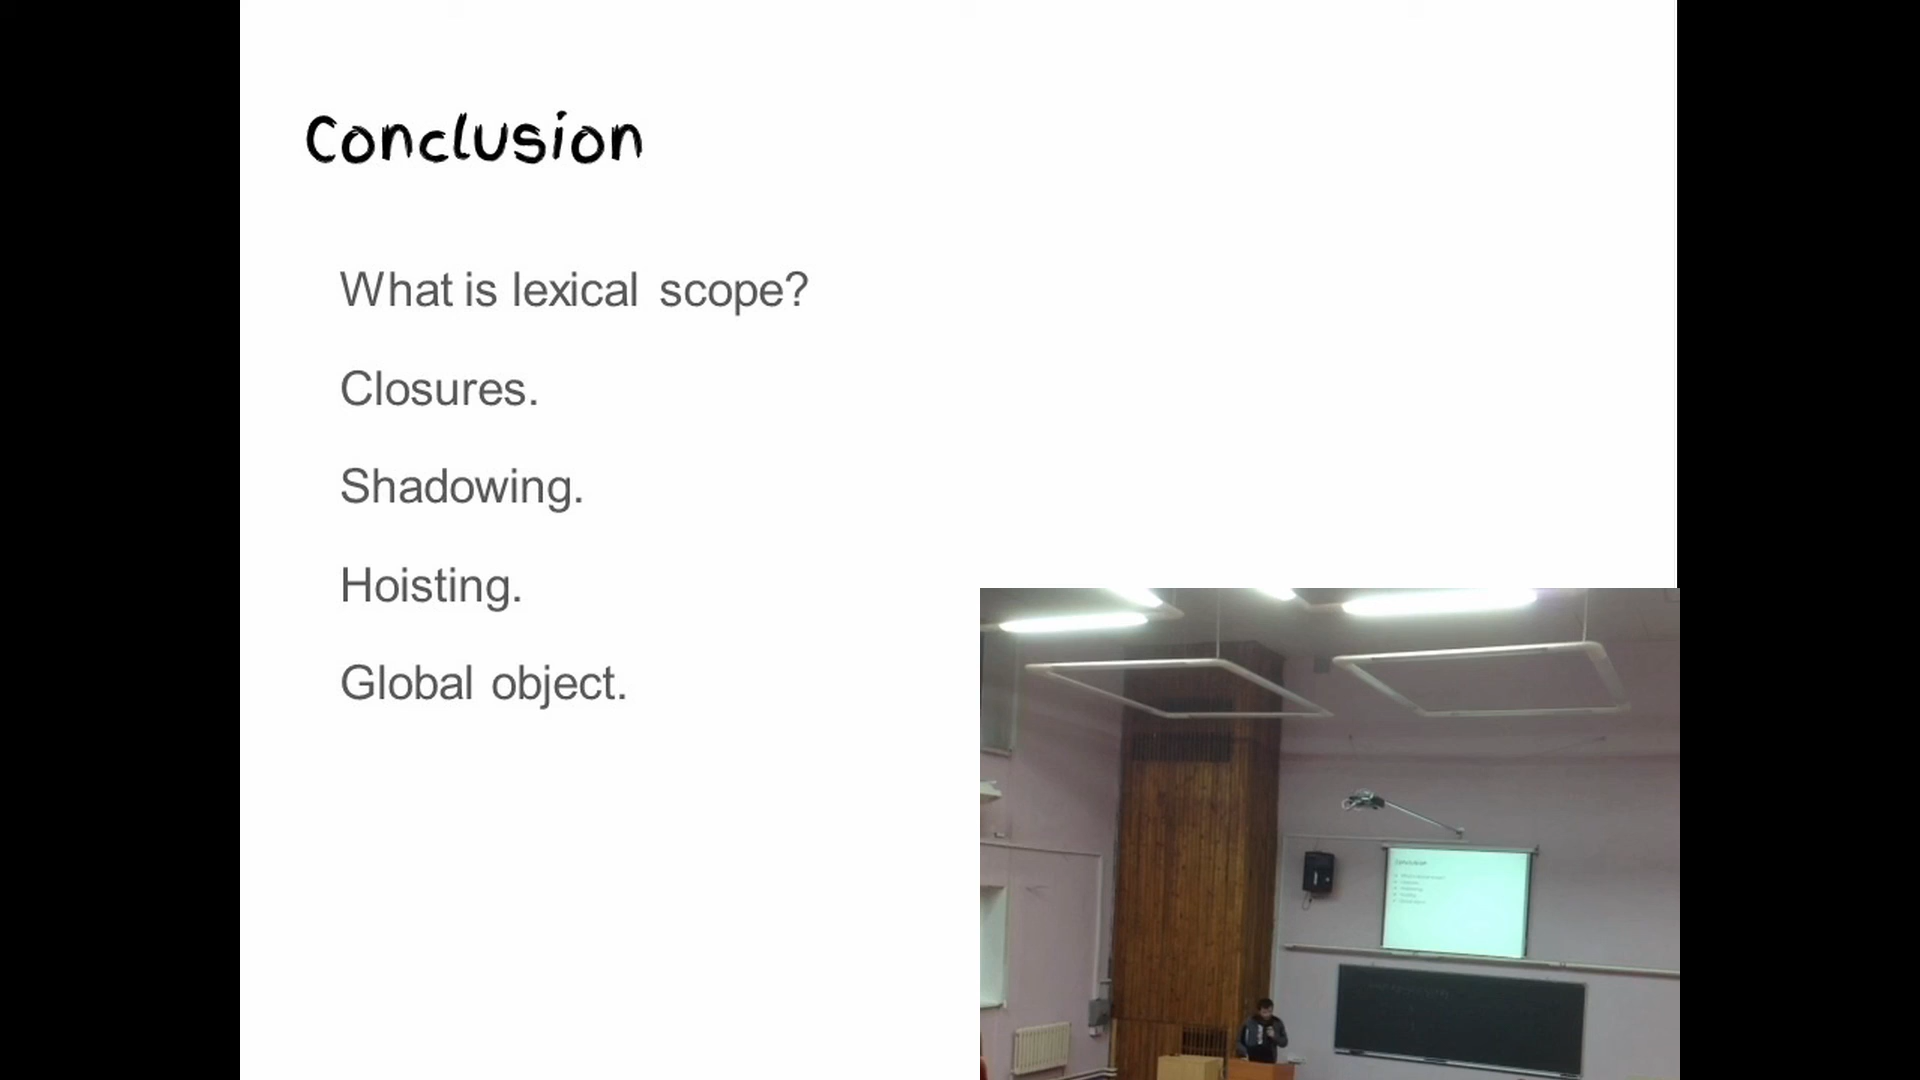 Conclusion
What is lexical scope?
Closures.
Shadowing.
Hoisting.
Global object.